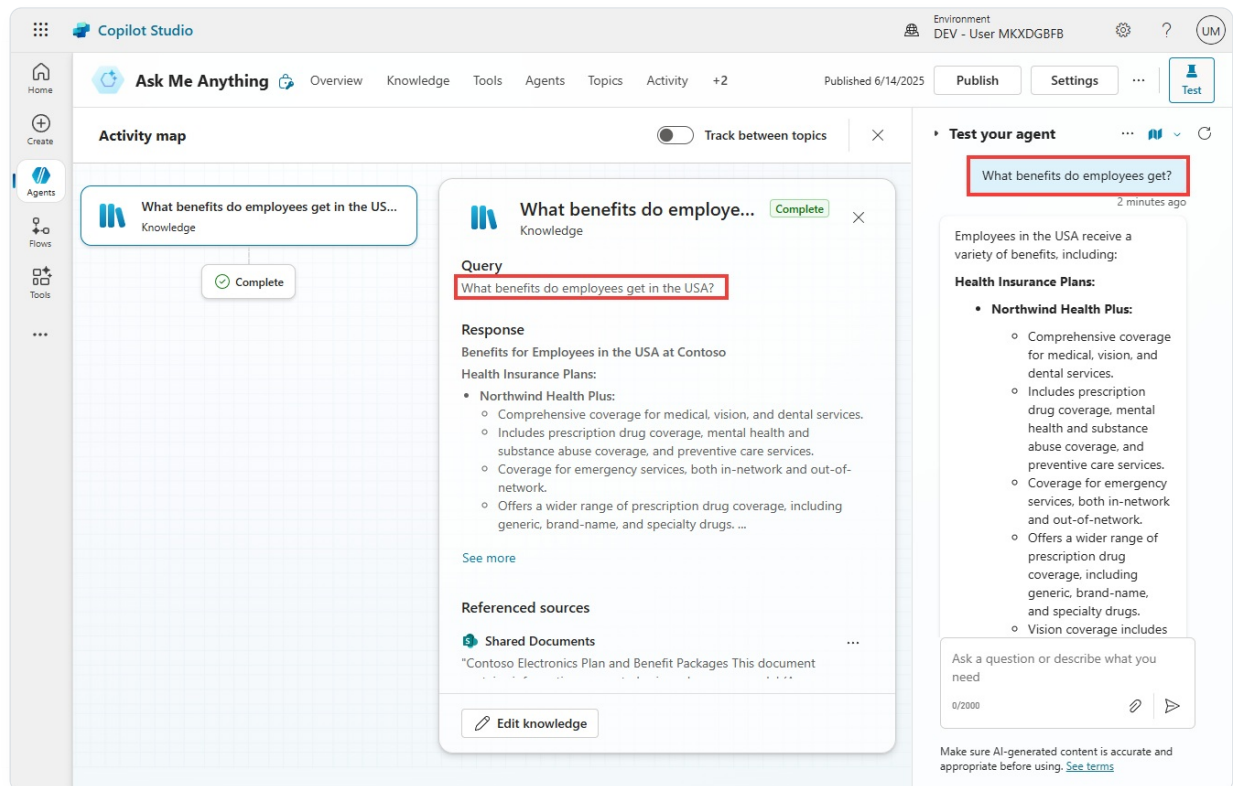 Copilot Studio
Environment
DEV - User MKXDGBFB
?
UM
Home
Create
Agents
Flows
Tools
...
Ask Me Anything
Overview
Knowledge
Tools
Agents
Topics
Activity
+2
Published 6/14/2025
Publish
Settings
...
Test
Activity map
Track between topics
What benefits do employees get in the US...
Knowledge
Complete
What benefits do employe...
Complete
Knowledge
Query
What benefits do employees get in the USA?
Response
Benefits for Employees in the USA at Contoso
Health Insurance Plans:
• Northwind Health Plus:
○ Comprehensive coverage for medical, vision, and dental services.
○ Includes prescription drug coverage, mental health and
substance abuse coverage, and preventive care services.
○ Coverage for emergency services, both in-network and out-of-
network.
○ Offers a wider range of prescription drug coverage, including
generic, brand-name, and specialty drugs. ...
See more
Referenced sources
Shared Documents
...
"Contoso Electronics Plan and Benefit Packages This document
Edit knowledge
Test your agent
...
What benefits do employees get?
2 minutes ago
Employees in the USA receive a
variety of benefits, including:
Health Insurance Plans:
• Northwind Health Plus:
○ Comprehensive coverage
for medical, vision, and
dental services.
○ Includes prescription
drug coverage, mental
health and substance
abuse coverage, and
preventive care services.
○ Coverage for emergency
services, both in-network
and out-of-network.
○ Offers a wider range of
prescription drug
coverage, including
generic, brand-name,
and specialty drugs.
○ Vision coverage includes
Ask a question or describe what you
need
0/2000
Make sure AI-generated content is accurate and
appropriate before using. See terms